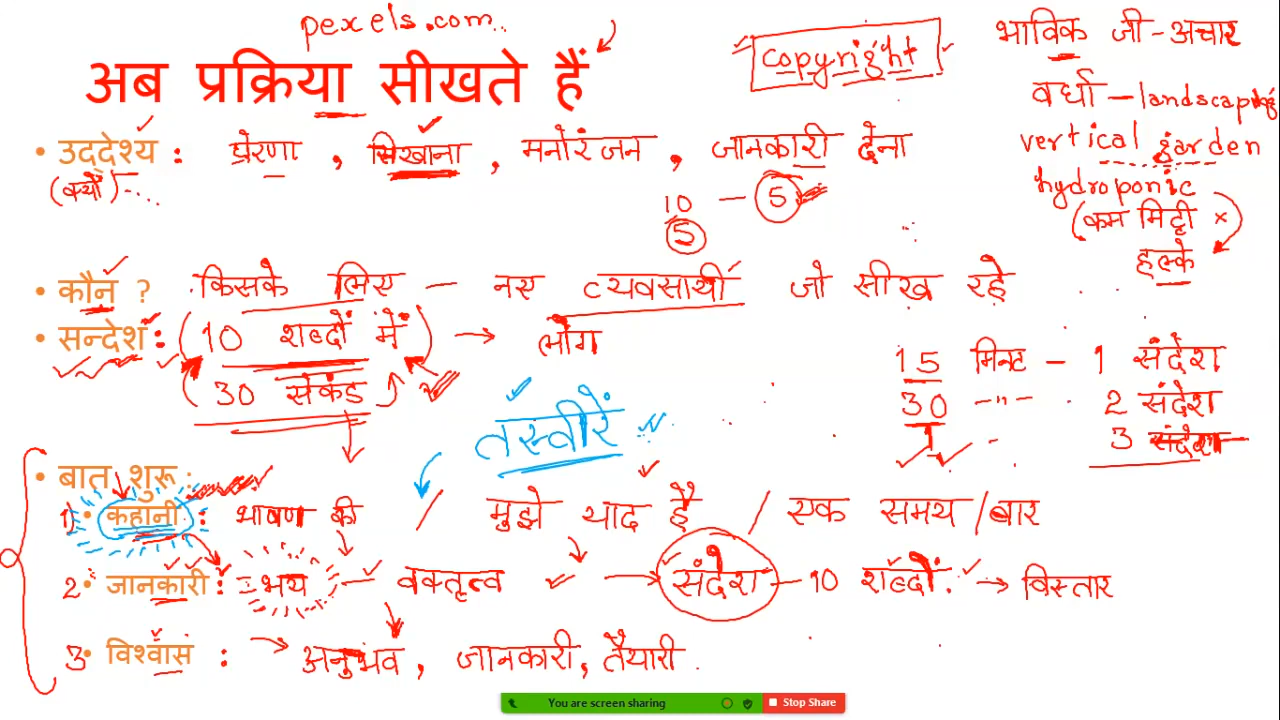 pexels.com
copyright
भाविक जी - अचार
अब प्रक्रिया सीखते हैं
वर्धा - landscaping
vertical garden
• उद्देश्य : प्रेरणा, सिखाना, मनोरंजन, जानकारी देना
(क्यों)
hydroponic
10 - 5
5
(कम मिट्टी ×)
हल्के
• कौन ? किसके लिए - नए व्यवसायी जो सीख रहे
• सन्देश : (10 शब्दों में) → भोग
(30 सेकंड)
15 मिनट - 1 संदेश
30 -"- 2 संदेश
1 3 संदेश
तस्वीरें
• बात शुरू :
1) • कहानी : भाषण की / मुझे याद है / एक समय / बार
2 • जानकारी : भय - वक्तृत्व → संदेश - 10 शब्दों. → विस्तार
3 • विश्वास : → अनुभव, जानकारी, तैयारी
You are screen sharing Stop Share